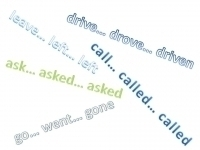 drive... drove... driven
leave... left... left
call... called... called
ask... asked... asked
go... went... gone